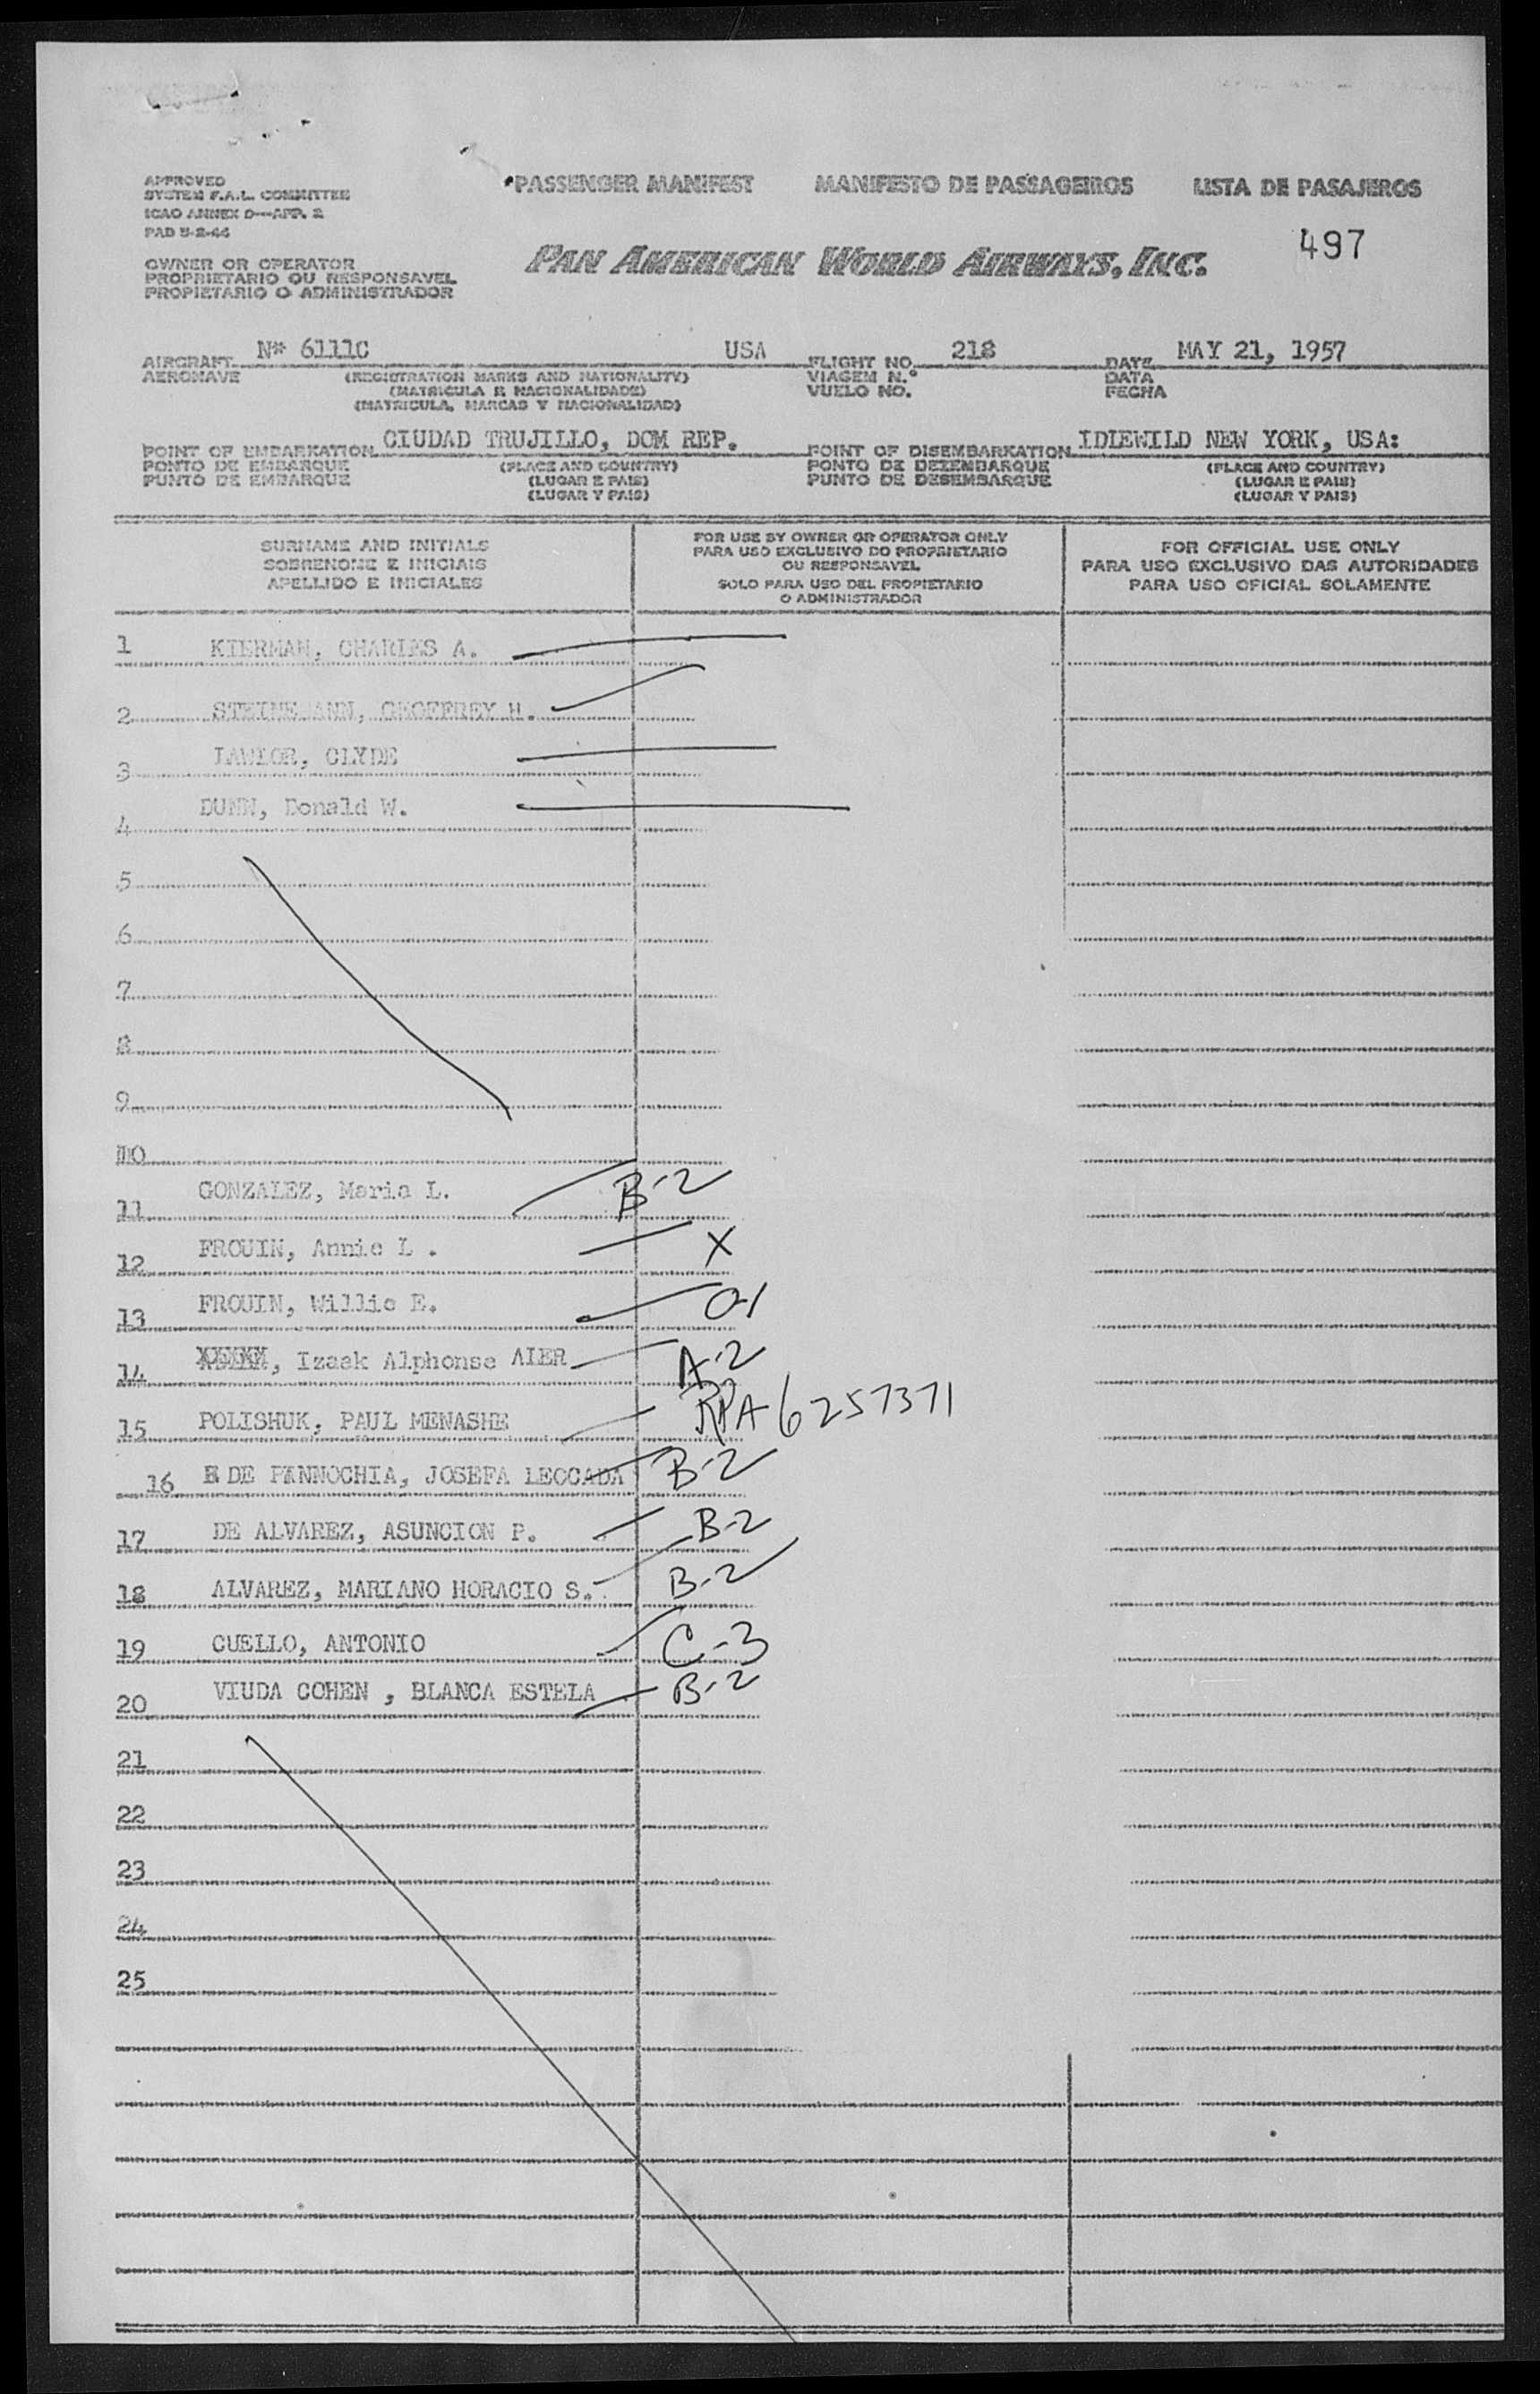 APPROVED
SYSTEM F.A.L. COMMITTEE
ICAO ANNEX 9—APP. 2
PAD 5-2-44
PASSENGER MANIFEST MANIFESTO DE PASSAGEIROS LISTA DE PASAJEROS
OWNER OR OPERATOR
PROPRIETARIO OU RESPONSAVEL
PROPIETARIO O ADMINISTRADOR
PAN AMERICAN WORLD AIRWAYS, INC.
497
AIRCRAFT N* 6111C USA FLIGHT NO. 218 DATE MAY 21, 1957
AERONAVE (REGISTRATION MARKS AND NATIONALITY) VIAGEM N.º DATA
(MATRICULA E NACIONALIDADE) VUELO NO. FECHA
(MATRICULA, MARCAS Y NACIONALIDAD)
POINT OF EMBARKATION CIUDAD TRUJILLO, DOM REP. POINT OF DISEMBARKATION IDLEWILD NEW YORK, USA:
PONTO DE EMBARQUE (PLACE AND COUNTRY) PONTO DE DEZEMBARQUE (PLACE AND COUNTRY)
PUNTO DE EMBARQUE (LUGAR E PAIS) PUNTO DE DESEMBARQUE (LUGAR E PAIS)
(LUGAR Y PAIS) (LUGAR Y PAIS)
SURNAME AND INITIALS
SOBRENOME E INICIAIS
APELLIDO E INICIALES
FOR USE BY OWNER OR OPERATOR ONLY
PARA USO EXCLUSIVO DO PROPRIETARIO
OU RESPONSAVEL
SOLO PARA USO DEL PROPIETARIO
O ADMINISTRADOR
FOR OFFICIAL USE ONLY
PARA USO EXCLUSIVO DAS AUTORIDADES
PARA USO OFICIAL SOLAMENTE
1 KIERMAN, CHARLES A.
2 STEINEMANN, GEOFFREY H.
3 LAWLOR, CLYDE
4 DUNN, Donald W.
5
6
7
8
9
10
11 GONZALEZ, Maria L. B-2
12 FROUIN, Annie L . X
13 FROUIN, Willie E. O-1
14 , Izaak Alphonse ALER A-2
15 POLISHUK, PAUL MENASHE RPA 6257371
16 DE PANNOCHIA, JOSEFA LEOCADA B-2
17 DE ALVAREZ, ASUNCION P. B-2
18 ALVAREZ, MARIANO HORACIO S. B-2
19 CUELLO, ANTONIO C-3
20 VIUDA COHEN , BLANCA ESTELA B-2
21
22
23
24
25